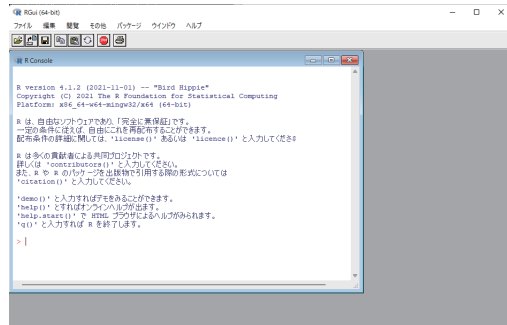 RGui (64-bit)
ファイル 編集 閲覧 その他 パッケージ ウインドウ ヘルプ
R Console
R version 4.1.2 (2021-11-01) -- "Bird Hippie"
Copyright (C) 2021 The R Foundation for Statistical Computing
Platform: x86_64-w64-mingw32/x64 (64-bit)
R は、自由なソフトウェアであり、「完全に無保証」です。
一定の条件に従えば、自由にこれを再配布することができます。
配布条件の詳細に関しては、'license()' あるいは 'licence()' と入力してくださ$
R は多くの貢献者による共同プロジェクトです。
詳しくは 'contributors()' と入力してください。
また、R や R のパッケージを出版物で引用する際の形式については
'citation()' と入力してください。
'demo()' と入力すればデモをみることができます。
'help()' とすればオンラインヘルプが出ます。
'help.start()' で HTML ブラウザによるヘルプがみられます。
'q()' と入力すれば R を終了します。
>